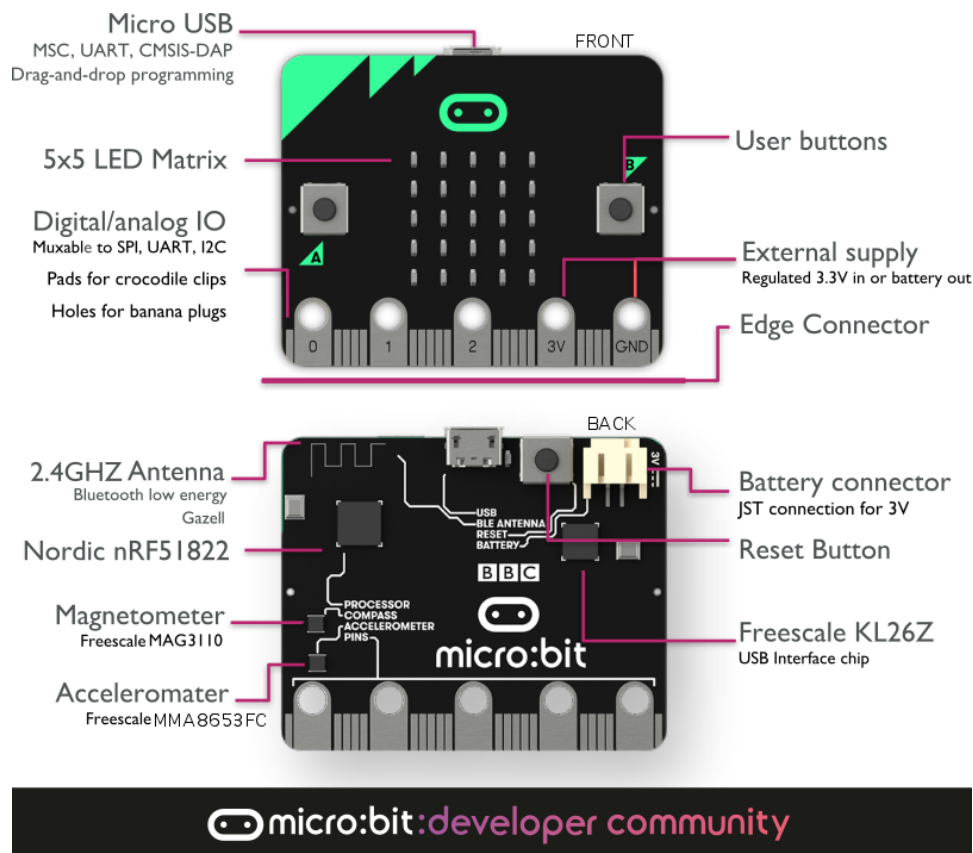 Micro USB
MSC, UART, CMSIS-DAP
Drag-and-drop programming
FRONT
5x5 LED Matrix
User buttons
B
Digital/analog IO
Muxable to SPI, UART, I2C
Pads for crocodile clips
Holes for banana plugs
A
External supply
Regulated 3.3V in or battery out
Edge Connector
0 1 2 3V GND
BACK
2.4GHZ Antenna
Bluetooth low energy
Gazell
Nordic nRF51822
Magnetometer
Freescale MAG3110
Acceleromater
Freescale MMA8653FC
3V
USB
BLE ANTENNA
RESET
BATTERY
BBC
PROCESSOR
COMPASS
ACCELEROMETER
PINS
micro:bit
Battery connector
JST connection for 3V
Reset Button
Freescale KL26Z
USB Interface chip
micro:bit:developer community